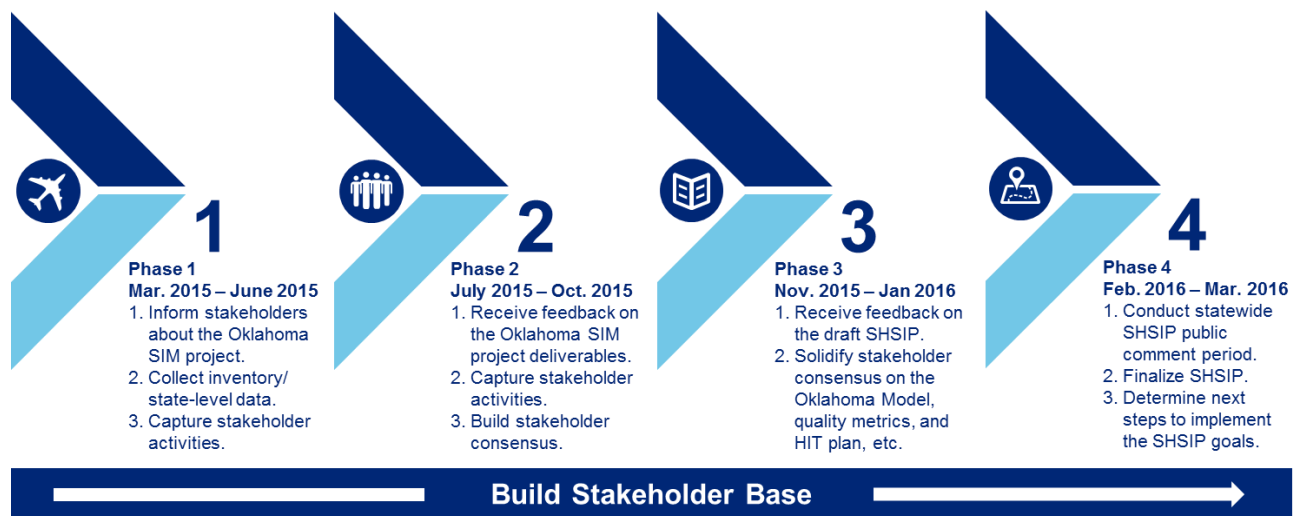 1
Phase 1
Mar. 2015 – June 2015
1. Inform stakeholders
about the Oklahoma
SIM project.
2. Collect inventory/
state-level data.
3. Capture stakeholder
activities.
2
Phase 2
July 2015 – Oct. 2015
1. Receive feedback on
the Oklahoma SIM
project deliverables.
2. Capture stakeholder
activities.
3. Build stakeholder
consensus.
3
Phase 3
Nov. 2015 – Jan 2016
1. Receive feedback on
the draft SHSIP.
2. Solidify stakeholder
consensus on the
Oklahoma Model,
quality metrics, and
HIT plan, etc.
4
Phase 4
Feb. 2016 – Mar. 2016
1. Conduct statewide
SHSIP public
comment period.
2. Finalize SHSIP.
3. Determine next
steps to implement
the SHSIP goals.
Build Stakeholder Base